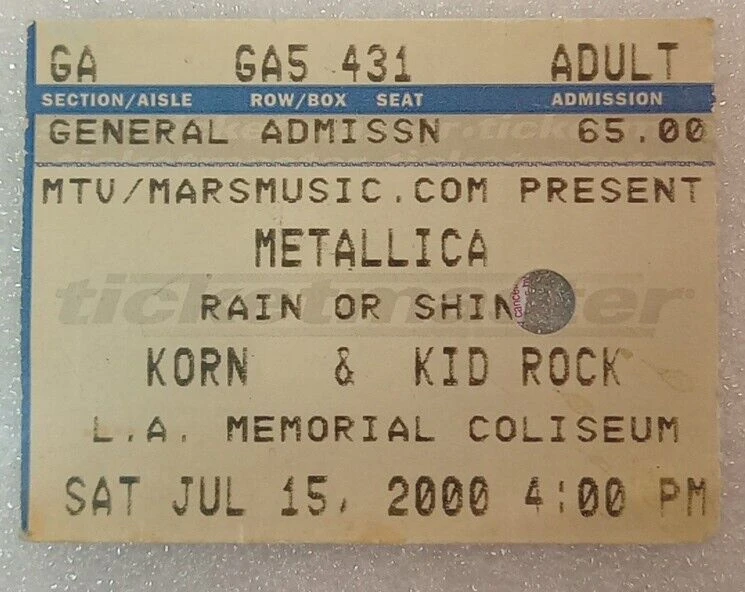 GA GA5 431 ADULT
SECTION/AISLE ROW/BOX SEAT ADMISSION
GENERAL ADMISSN 65.00
MTV/MARSMUSIC.COM PRESENT
METALLICA
ticketmaster
RAIN OR SHIN
KORN & KID ROCK
L.A. MEMORIAL COLISEUM
SAT JUL 15, 2000 4:00 PM